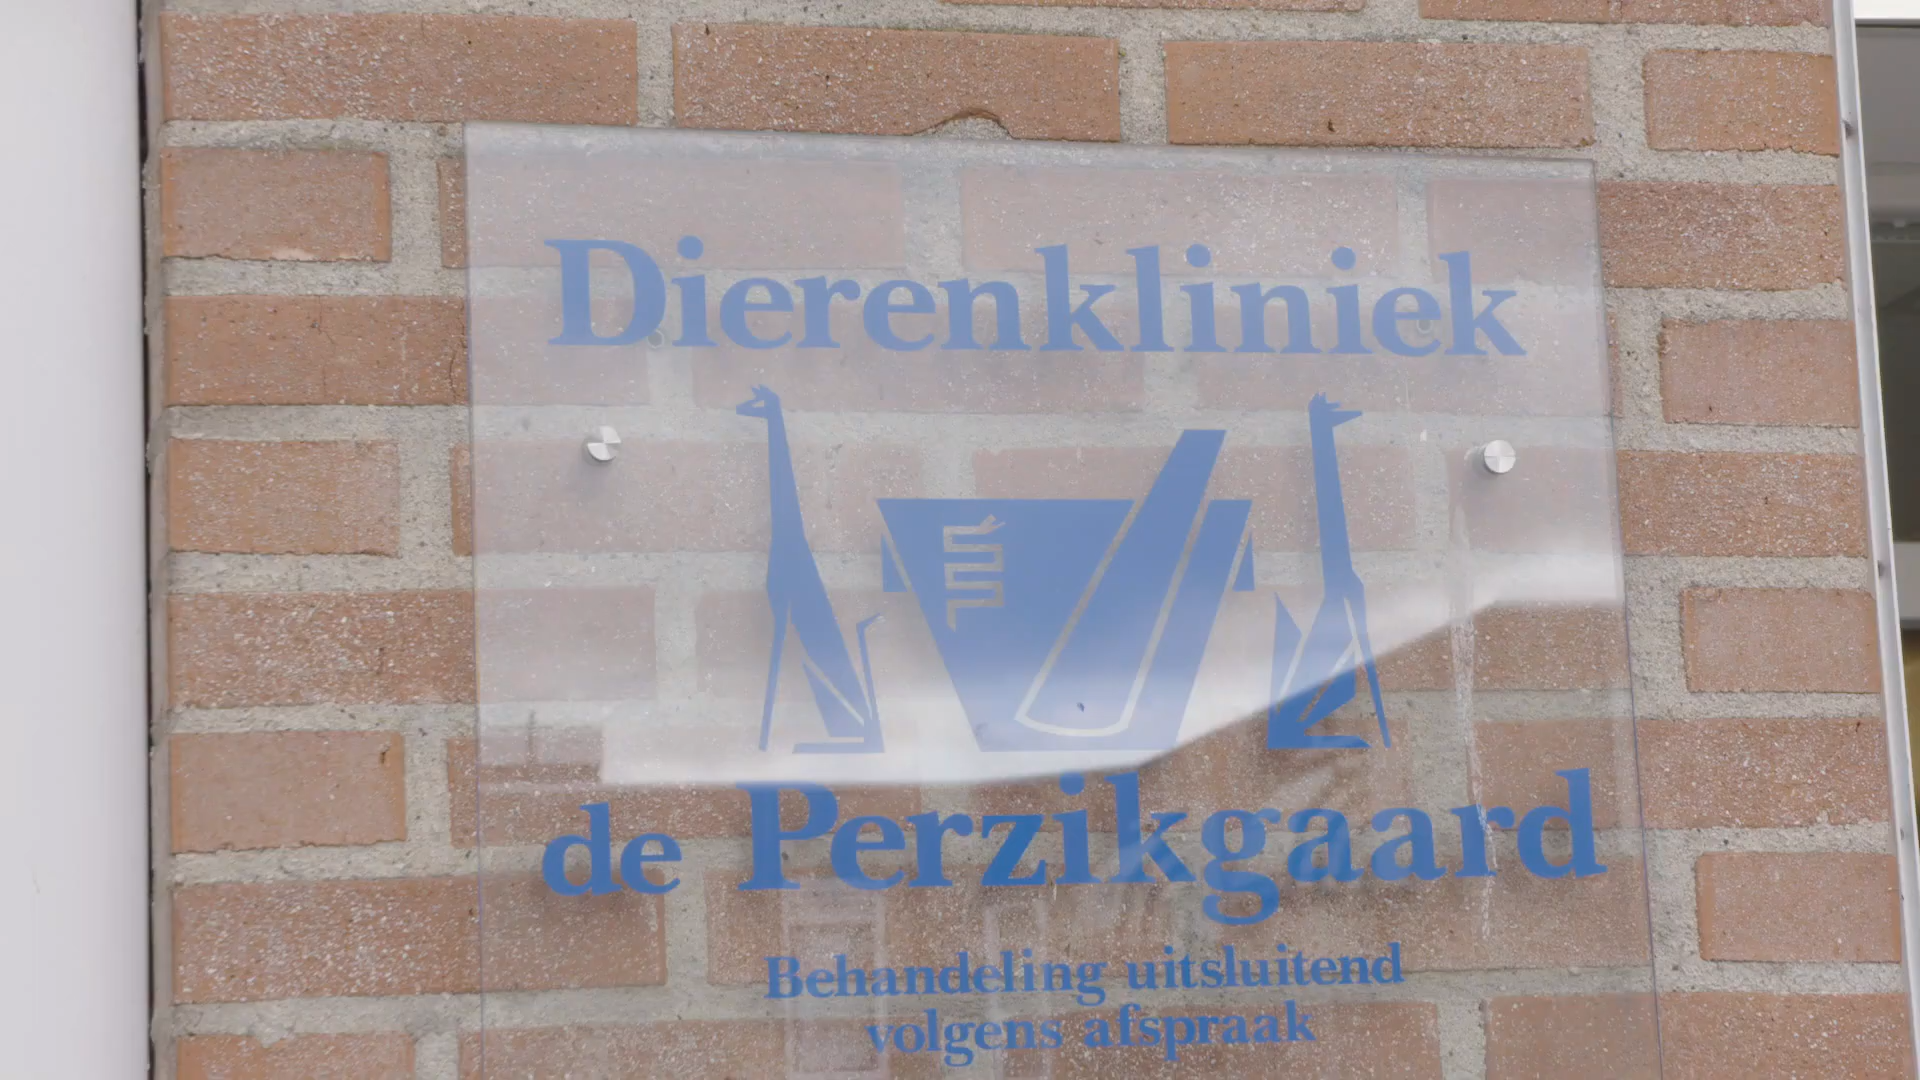 Dierenkliniek
de Perzikgaard
Behandeling uitsluitend
volgens afspraak